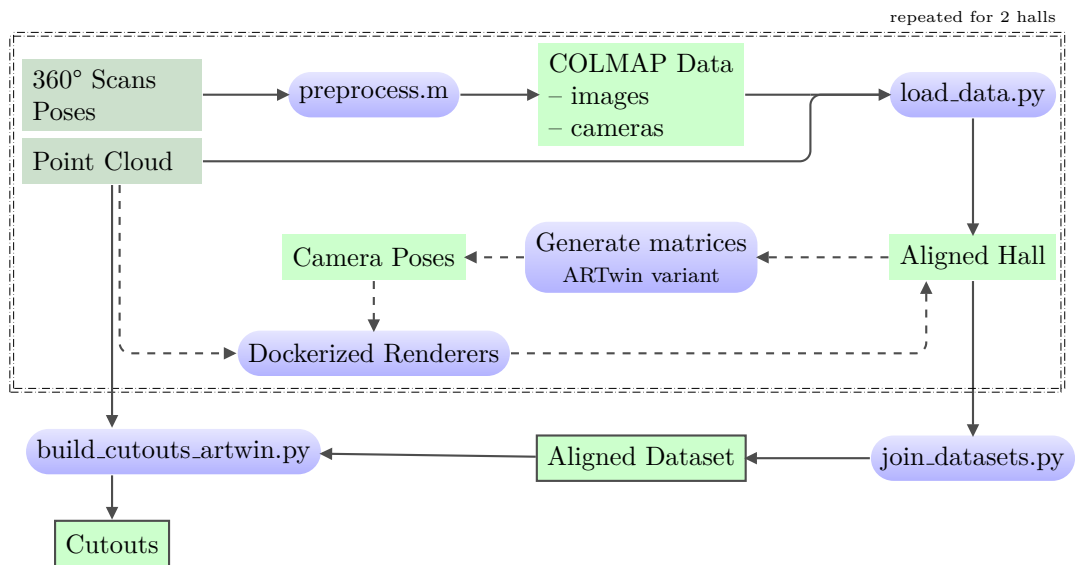 repeated for 2 halls
360° Scans
Poses
preprocess.m
COLMAP Data
– images
– cameras
load_data.py
Point Cloud
Camera Poses
Generate matrices
ARTwin variant
Aligned Hall
Dockerized Renderers
build_cutouts_artwin.py
Aligned Dataset
join_datasets.py
Cutouts